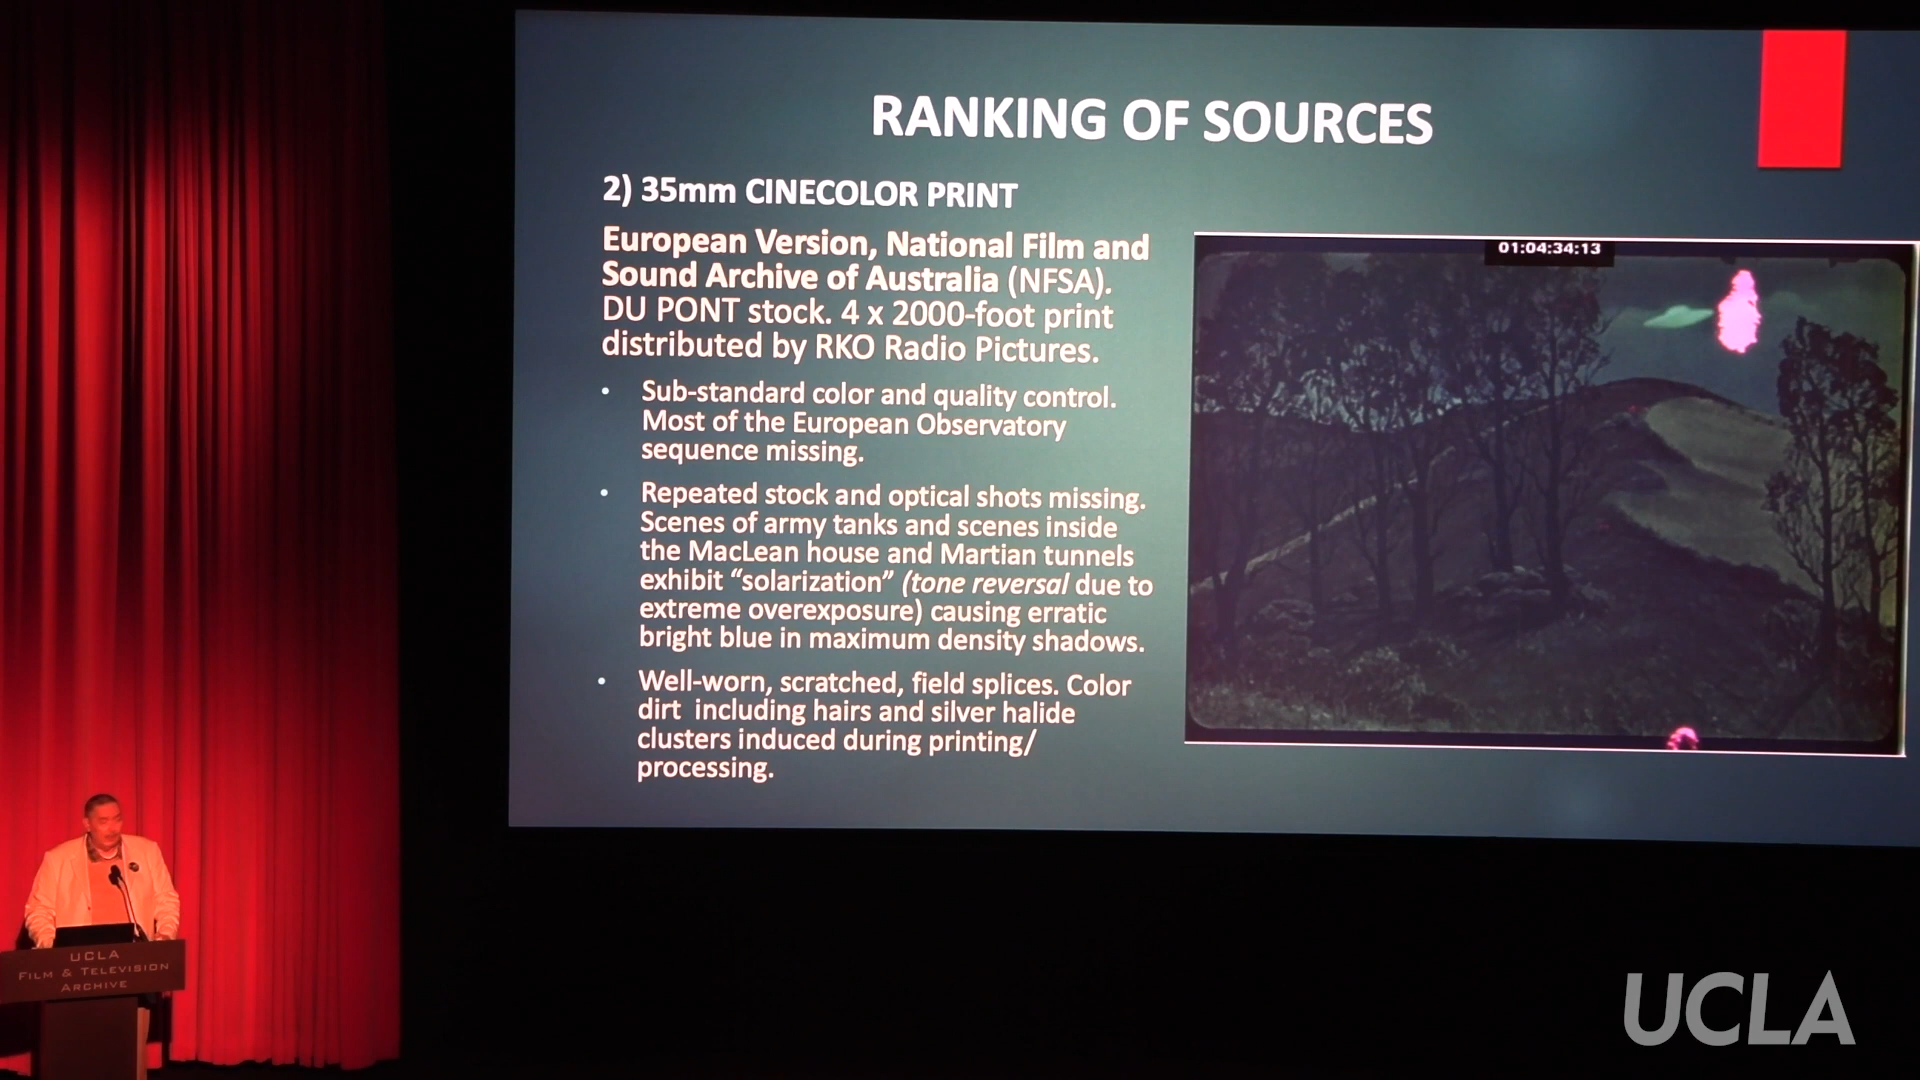 RANKING OF SOURCES
2) 35mm CINECOLOR PRINT
European Version, National Film and
Sound Archive of Australia (NFSA).
DU PONT stock. 4 x 2000-foot print
distributed by RKO Radio Pictures.
• Sub-standard color and quality control.
Most of the European Observatory
sequence missing.
• Repeated stock and optical shots missing.
Scenes of army tanks and scenes inside
the MacLean house and Martian tunnels
exhibit “solarization” (tone reversal due to
extreme overexposure) causing erratic
bright blue in maximum density shadows.
• Well-worn, scratched, field splices. Color
dirt including hairs and silver halide
clusters induced during printing/
processing.
01:04:34:13
UCLA
FILM & TELEVISION
ARCHIVE
UCLA